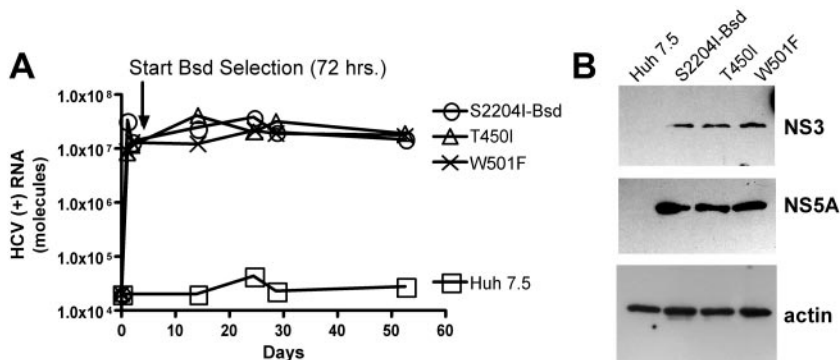 A
Start Bsd Selection (72 hrs.)
HCV (+) RNA
(molecules)
1.0x10⁸
1.0x10⁷
1.0x10⁶
1.0x10⁵
1.0x10⁴
0
10
20
30
40
50
60
Days
S2204I-Bsd
T450I
W501F
Huh 7.5
B
Huh 7.5
S2204I-Bsd
T450I
W501F
NS3
NS5A
actin